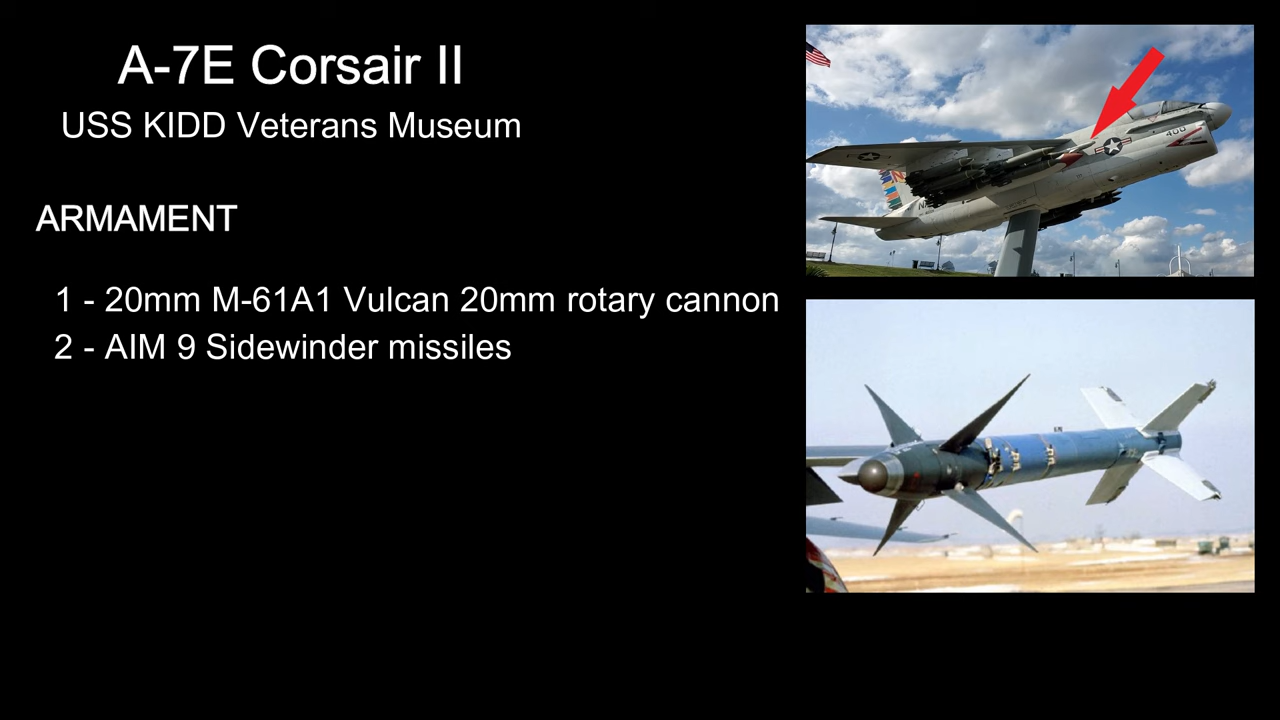 A-7E Corsair II
USS KIDD Veterans Museum
ARMAMENT
1 - 20mm M-61A1 Vulcan 20mm rotary cannon
2 - AIM 9 Sidewinder missiles
400